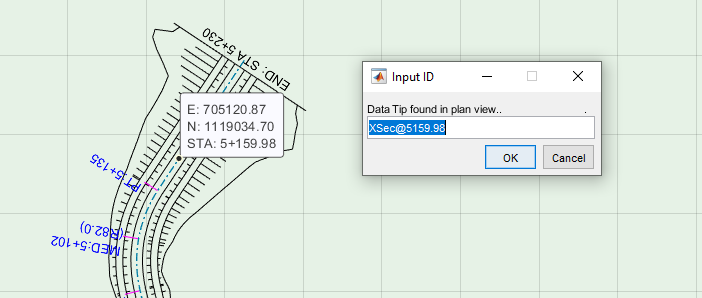 END: STA 5+230
E: 705120.87
N: 1119034.70
STA: 5+159.98
PT:5+135
(R:82.0)
MED:5+102
Input ID
Data Tip found in plan view.. .
XSec@5159.98
OK
Cancel